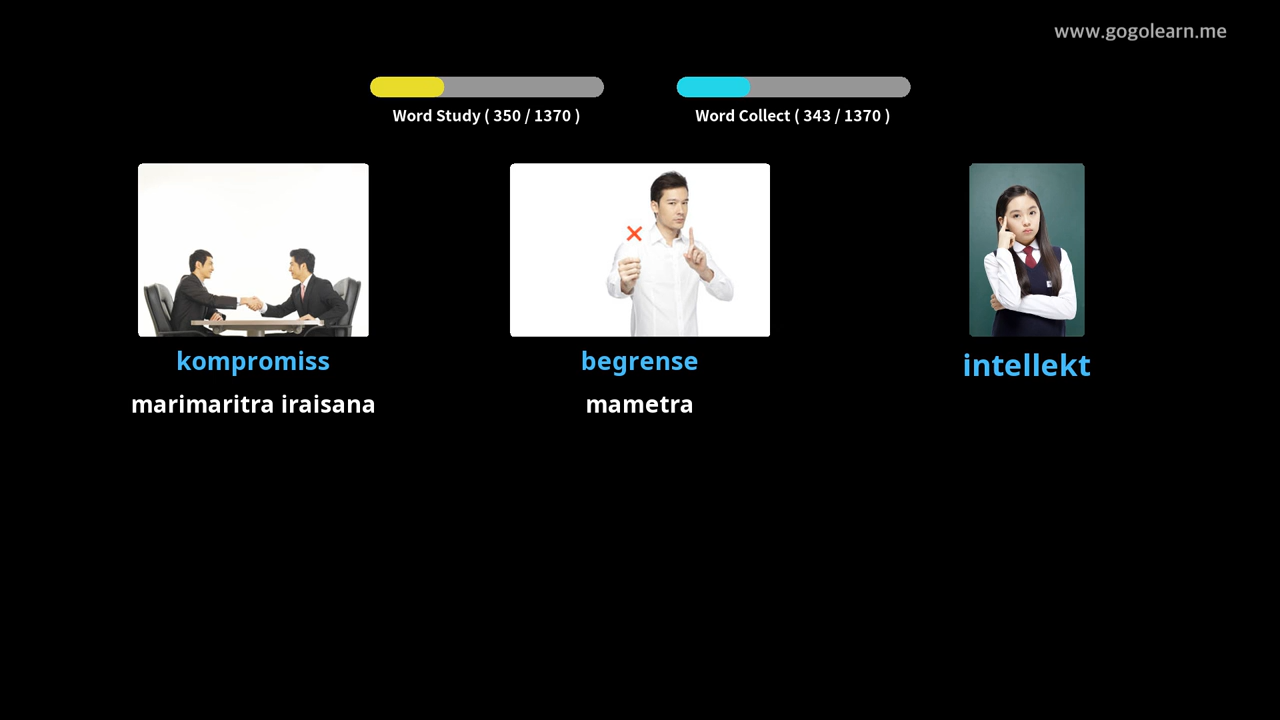 www.gogolearn.me
Word Study ( 350 / 1370 )
Word Collect ( 343 / 1370 )
kompromiss
begrense
intellekt
marimaritra iraisana
mametra